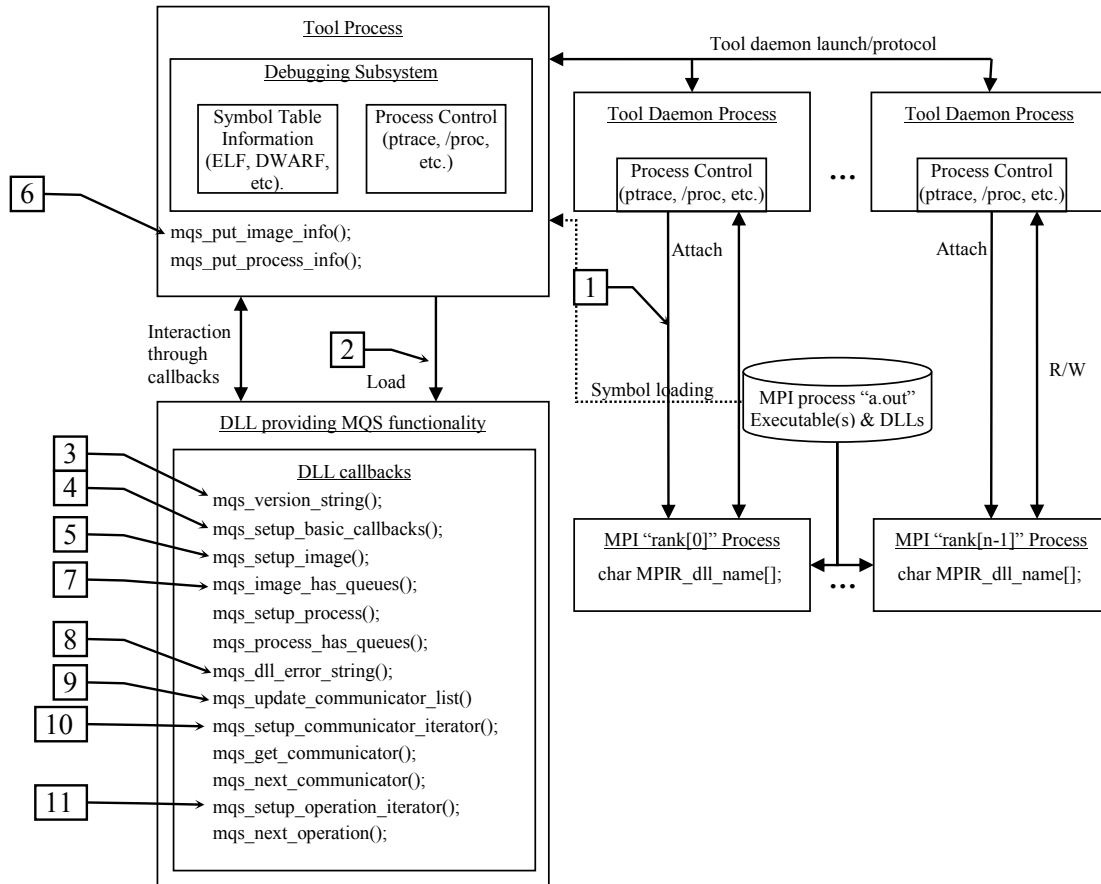 Tool Process
Debugging Subsystem
Symbol Table
Information
(ELF, DWARF,
etc).
Process Control
(ptrace, /proc,
etc.)
6
mqs_put_image_info();
mqs_put_process_info();
Tool daemon launch/protocol
Tool Daemon Process
Process Control
(ptrace, /proc, etc.)
...
Tool Daemon Process
Process Control
(ptrace, /proc, etc.)
Attach
1
Attach
R/W
Interaction
through
callbacks
2
Load
Symbol loading
MPI process “a.out”
Executable(s) & DLLs
DLL providing MQS functionality
DLL callbacks
3
mqs_version_string();
4
mqs_setup_basic_callbacks();
5
mqs_setup_image();
7
mqs_image_has_queues();
mqs_setup_process();
mqs_process_has_queues();
8
mqs_dll_error_string();
9
mqs_update_communicator_list()
10
mqs_setup_communicator_iterator();
mqs_get_communicator();
mqs_next_communicator();
11
mqs_setup_operation_iterator();
mqs_next_operation();
MPI “rank[0]” Process
char MPIR_dll_name[];
...
MPI “rank[n-1]” Process
char MPIR_dll_name[];